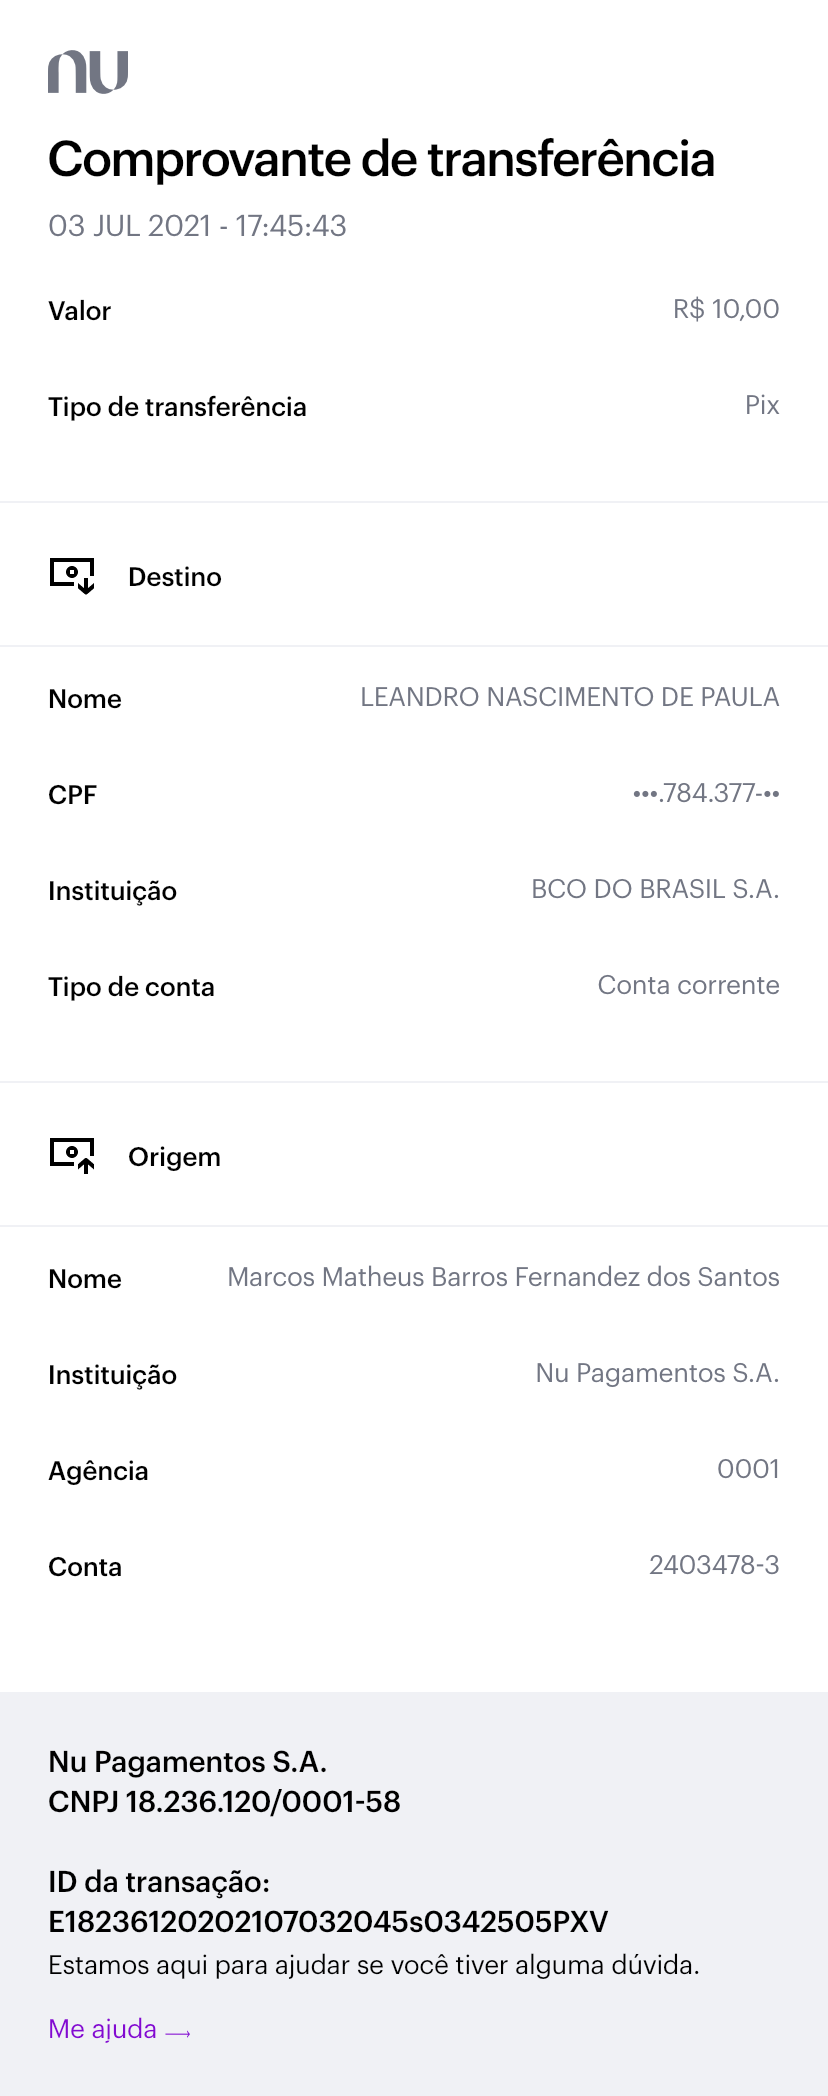 nu
Comprovante de transferência
03 JUL 2021 - 17:45:43
Valor R$ 10,00
Tipo de transferência Pix
Destino
Nome LEANDRO NASCIMENTO DE PAULA
CPF •••.784.377-••
Instituição BCO DO BRASIL S.A.
Tipo de conta Conta corrente
Origem
Nome Marcos Matheus Barros Fernandez dos Santos
Instituição Nu Pagamentos S.A.
Agência 0001
Conta 2403478-3
Nu Pagamentos S.A.
CNPJ 18.236.120/0001-58
ID da transação:
E18236120202107032045s0342505PXV
Estamos aqui para ajudar se você tiver alguma dúvida.
Me ajuda →